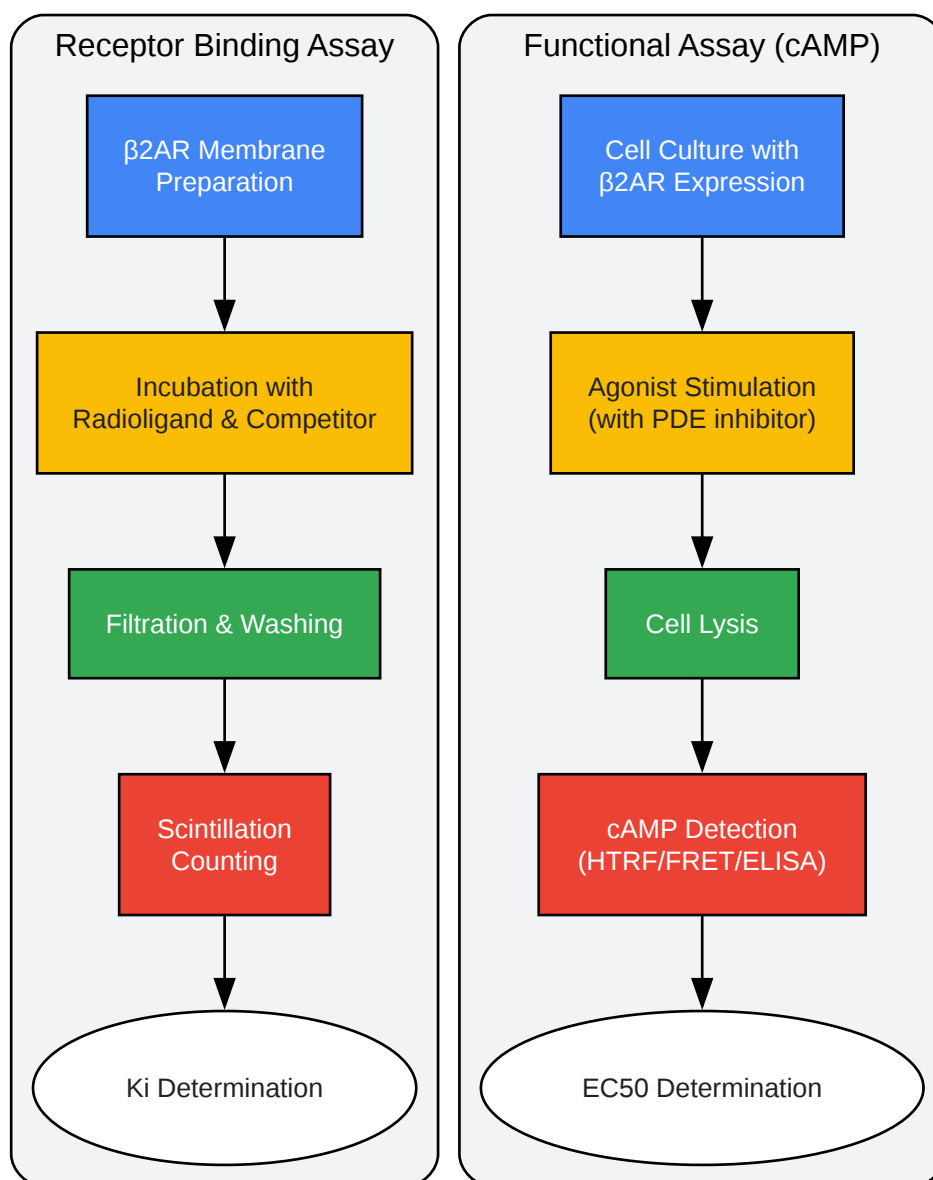 Receptor Binding Assay
β2AR Membrane
Preparation
Incubation with
Radioligand & Competitor
Filtration & Washing
Scintillation
Counting
Ki Determination
Functional Assay (cAMP)
Cell Culture with
β2AR Expression
Agonist Stimulation
(with PDE inhibitor)
Cell Lysis
cAMP Detection
(HTRF/FRET/ELISA)
EC50 Determination